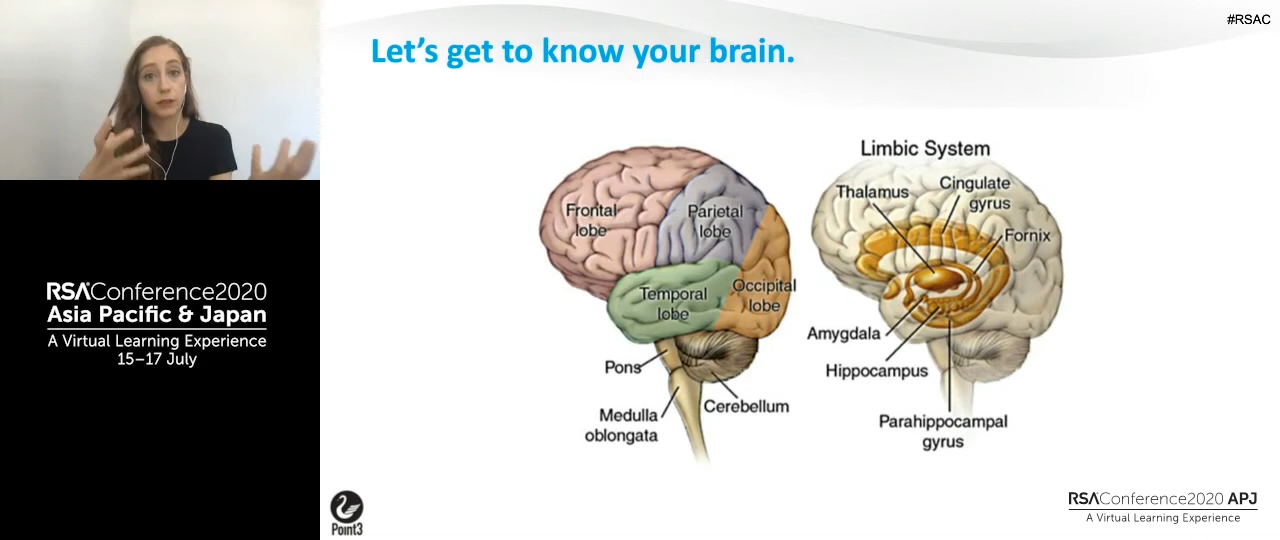 #RSAC
Let's get to know your brain.
RSAConference2020
Asia Pacific & Japan
A Virtual Learning Experience
15–17 July
Frontal
lobe
Parietal
lobe
Temporal
lobe
Occipital
lobe
Pons
Medulla
oblongata
Cerebellum
Limbic System
Thalamus
Cingulate
gyrus
Fornix
Amygdala
Hippocampus
Parahippocampal
gyrus
Point3
RSAConference2020 APJ
A Virtual Learning Experience